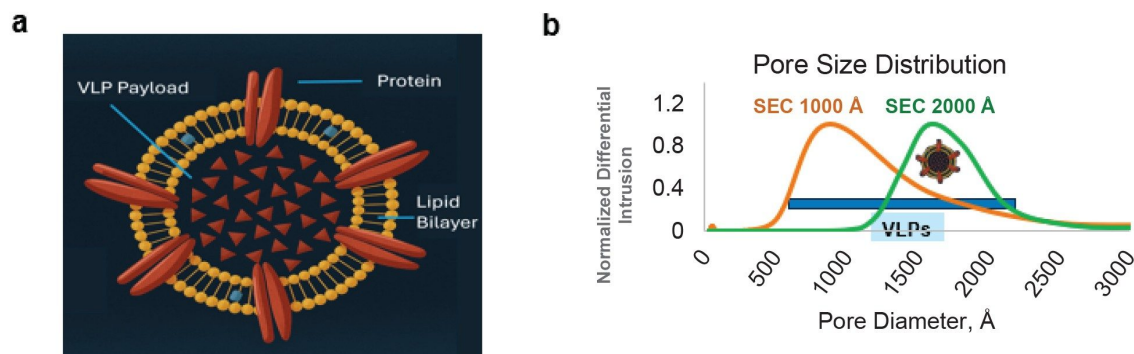 a
VLP Payload
Protein
Lipid
Bilayer
b
Pore Size Distribution
SEC 1000 Å
SEC 2000 Å
Normalized Differential
Intrusion
1.2
0.8
0.4
0
VLPs
0
500
1000
1500
2000
2500
3000
Pore Diameter, Å